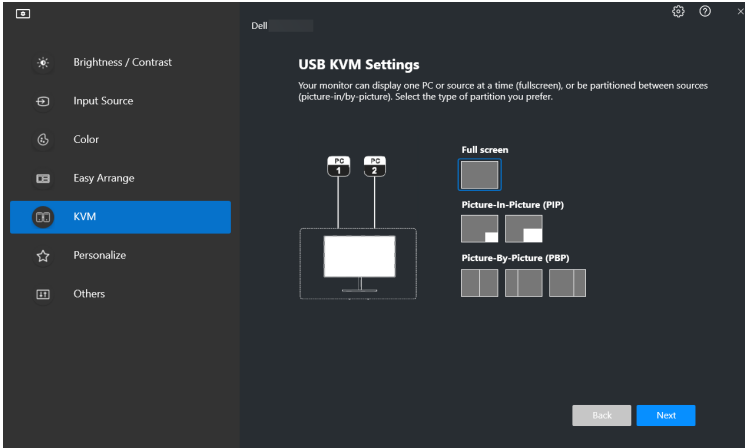 Dell
Brightness / Contrast
Input Source
Color
Easy Arrange
KVM
Personalize
Others
USB KVM Settings
Your monitor can display one PC or source at a time (fullscreen), or be partitioned between sources
(picture-in/by-picture). Select the type of partition you prefer.
PC
1
PC
2
Full screen
Picture-In-Picture (PIP)
Picture-By-Picture (PBP)
Back
Next